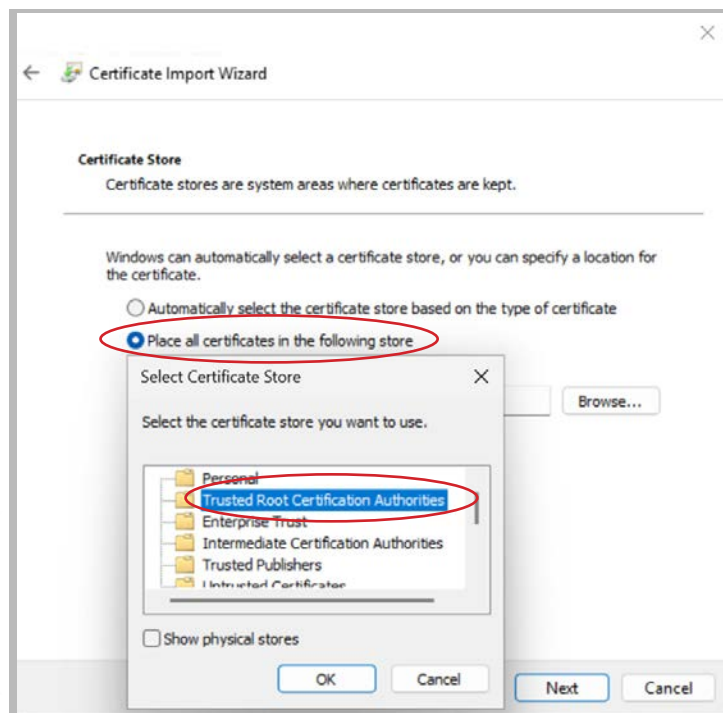 Certificate Import Wizard
Certificate Store
Certificate stores are system areas where certificates are kept.
Windows can automatically select a certificate store, or you can specify a location for
the certificate.
Automatically select the certificate store based on the type of certificate
Place all certificates in the following store
Browse...
Select Certificate Store
Select the certificate store you want to use.
Personal
Trusted Root Certification Authorities
Enterprise Trust
Intermediate Certification Authorities
Trusted Publishers
Untrusted Certificates
Show physical stores
OK Cancel
Next Cancel